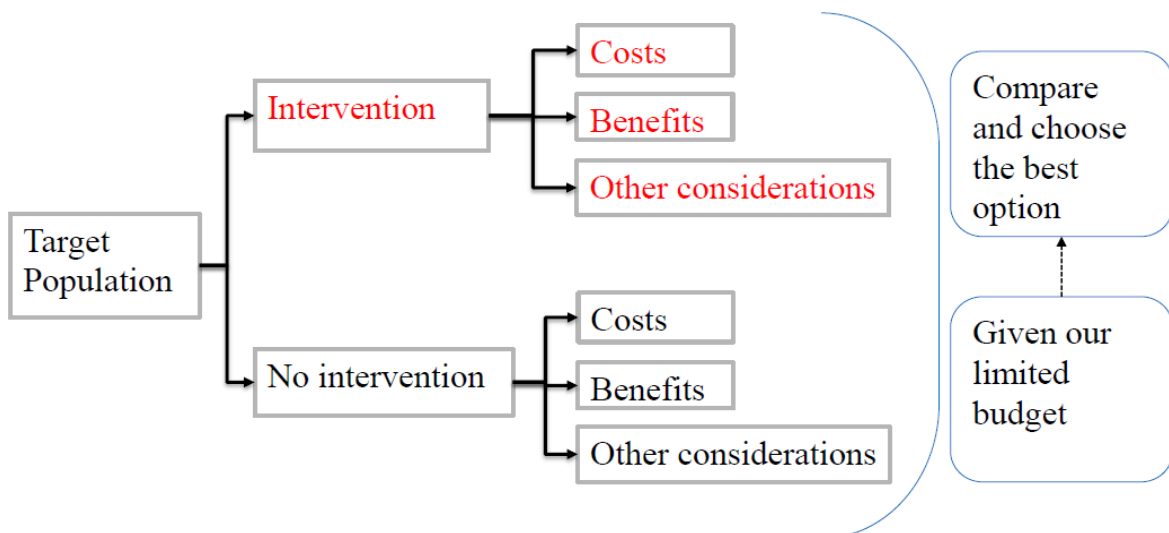 Target
Population
Intervention
Costs
Benefits
Other considerations
No intervention
Costs
Benefits
Other considerations
Compare
and choose
the best
option
Given our
limited
budget